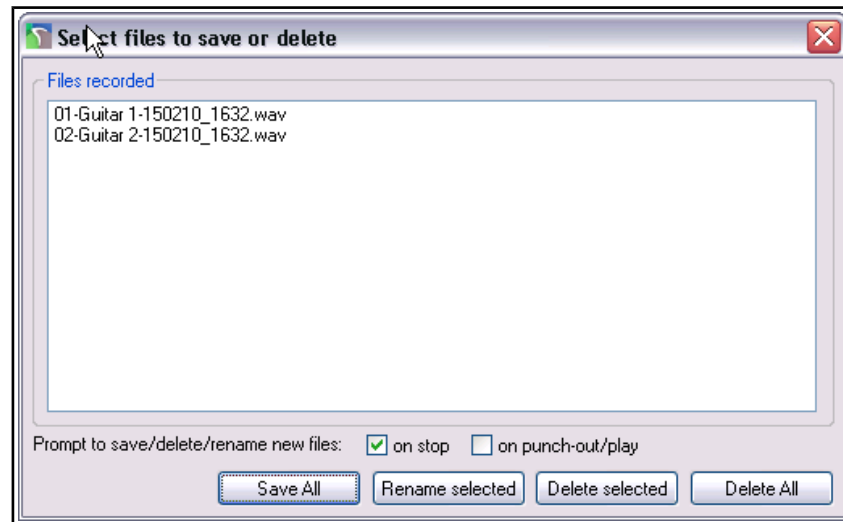 Select files to save or delete
Files recorded
01-Guitar 1-150210_1632.wav
02-Guitar 2-150210_1632.wav
Prompt to save/delete/rename new files: on stop on punch-out/play
Save All Rename selected Delete selected Delete All